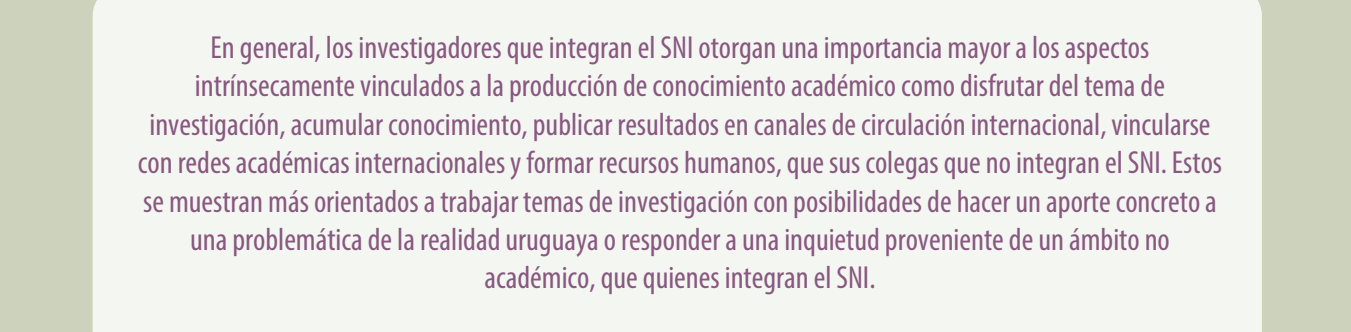 En general, los investigadores que integran el SNI otorgan una importancia mayor a los aspectos
intrínsecamente vinculados a la producción de conocimiento académico como disfrutar del tema de
investigación, acumular conocimiento, publicar resultados en canales de circulación internacional, vincularse
con redes académicas internacionales y formar recursos humanos, que sus colegas que no integran el SNI. Estos
se muestran más orientados a trabajar temas de investigación con posibilidades de hacer un aporte concreto a
una problemática de la realidad uruguaya o responder a una inquietud proveniente de un ámbito no
académico, que quienes integran el SNI.